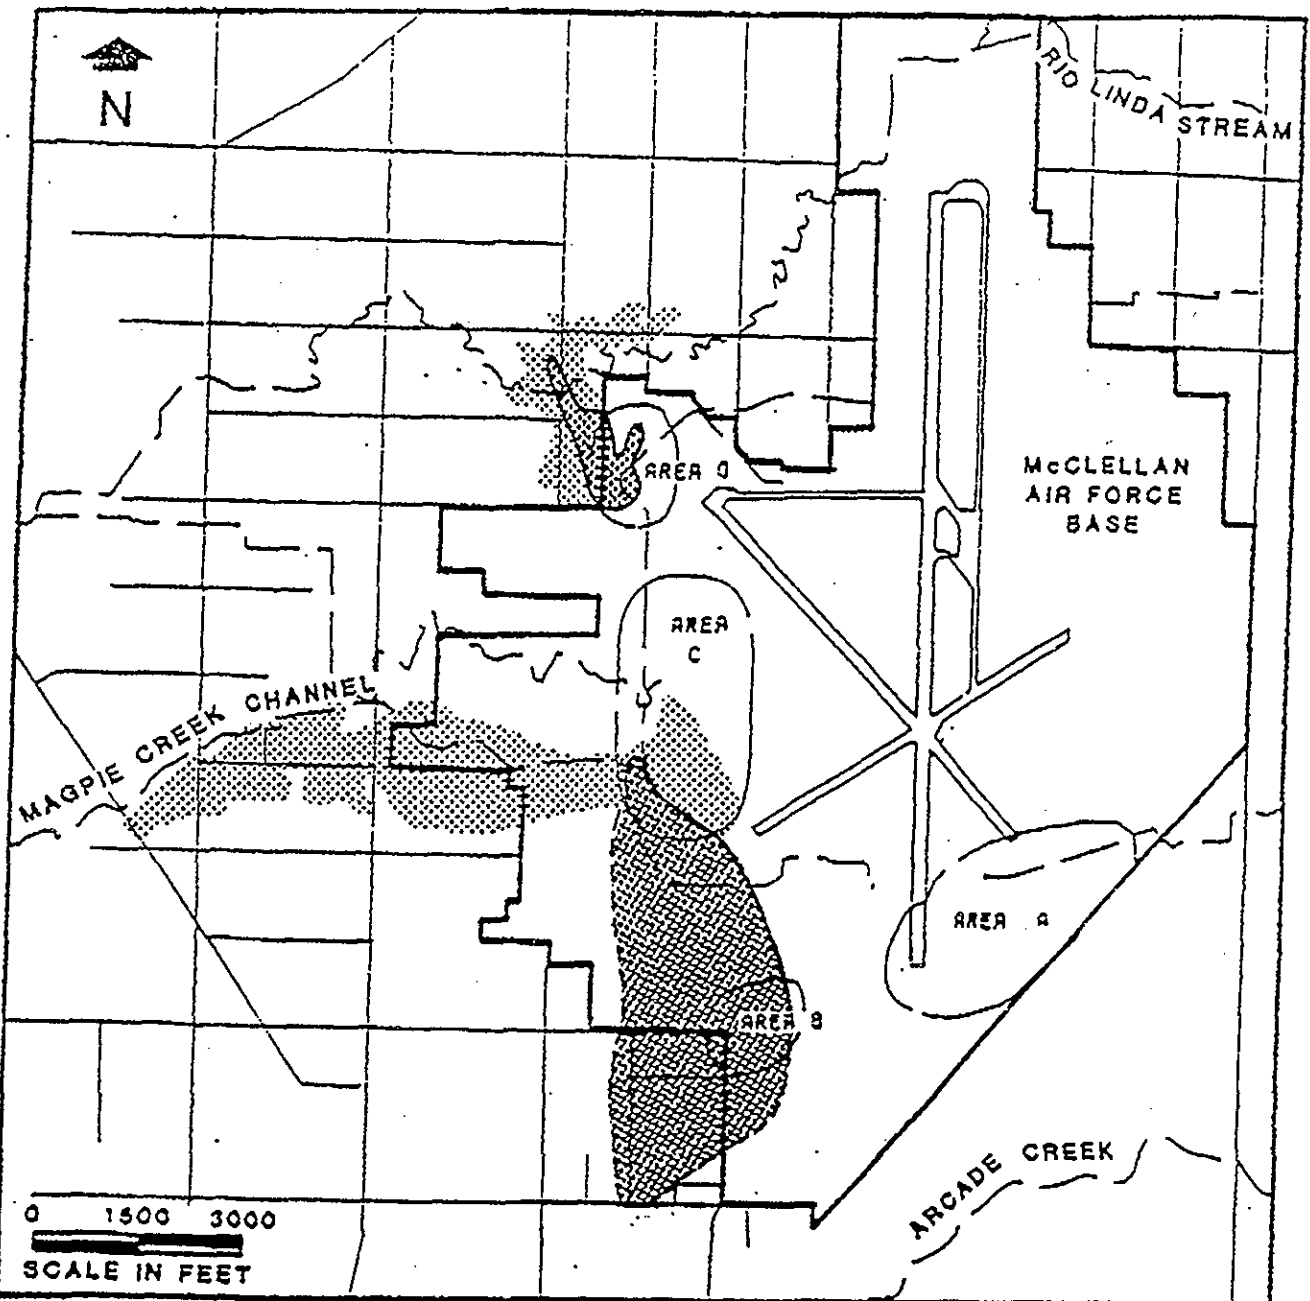 N
RIO LINDA STREAM
AREA D
McCLELLAN
AIR FORCE
BASE
AREA
C
MAGPIE CREEK CHANNEL
AREA A
AREA B
ARCADE CREEK
0 1500 3000
SCALE IN FEET